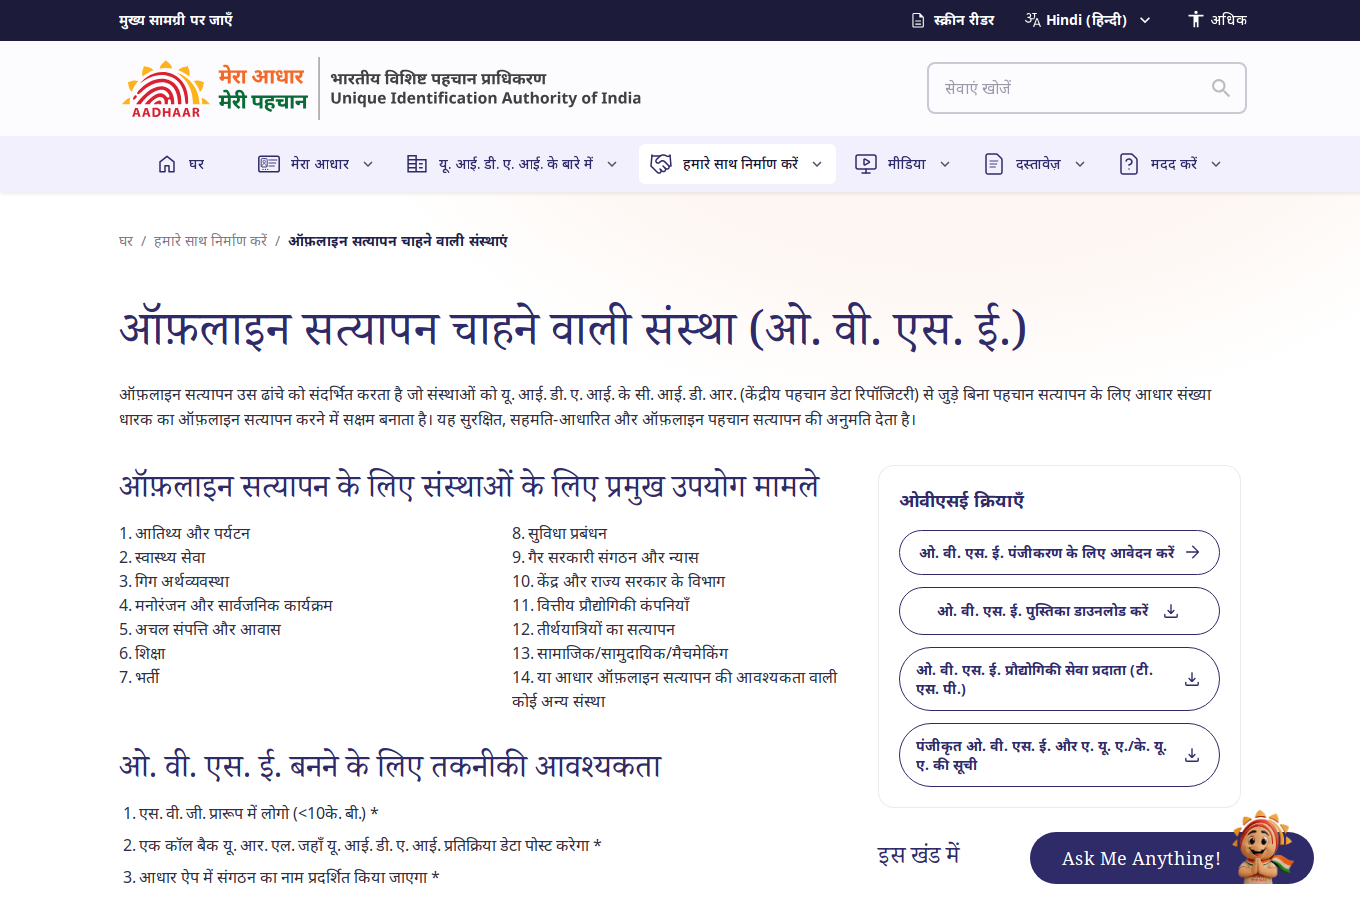 मुख्य सामग्री पर जाएँ
स्क्रीन रीडर
Hindi (हिन्दी)
अधिक
AADHAAR
मेरा आधार
मेरी पहचान
भारतीय विशिष्ट पहचान प्राधिकरण
Unique Identification Authority of India
सेवाएं खोजें
घर
मेरा आधार
यू. आई. डी. ए. आई. के बारे में
हमारे साथ निर्माण करें
मीडिया
दस्तावेज़
मदद करें
घर / हमारे साथ निर्माण करें / ऑफ़लाइन सत्यापन चाहने वाली संस्थाएं
ऑफ़लाइन सत्यापन चाहने वाली संस्था (ओ. वी. एस. ई.)
ऑफ़लाइन सत्यापन उस ढांचे को संदर्भित करता है जो संस्थाओं को यू. आई. डी. ए. आई. के सी. आई. डी. आर. (केंद्रीय पहचान डेटा रिपॉजिटरी) से जुड़े बिना पहचान सत्यापन के लिए आधार संख्या
धारक का ऑफ़लाइन सत्यापन करने में सक्षम बनाता है। यह सुरक्षित, सहमति-आधारित और ऑफ़लाइन पहचान सत्यापन की अनुमति देता है।
ऑफ़लाइन सत्यापन के लिए संस्थाओं के लिए प्रमुख उपयोग मामले
1. आतिथ्य और पर्यटन
2. स्वास्थ्य सेवा
3. गिग अर्थव्यवस्था
4. मनोरंजन और सार्वजनिक कार्यक्रम
5. अचल संपत्ति और आवास
6. शिक्षा
7. भर्ती
8. सुविधा प्रबंधन
9. गैर सरकारी संगठन और न्यास
10. केंद्र और राज्य सरकार के विभाग
11. वित्तीय प्रौद्योगिकी कंपनियाँ
12. तीर्थयात्रियों का सत्यापन
13. सामाजिक/सामुदायिक/मैचमेकिंग
14. या आधार ऑफ़लाइन सत्यापन की आवश्यकता वाली
कोई अन्य संस्था
ओ. वी. एस. ई. बनने के लिए तकनीकी आवश्यकता
1. एस. वी. जी. प्रारूप में लोगो (<10के. बी.) *
2. एक कॉल बैक यू. आर. एल. जहाँ यू. आई. डी. ए. आई. प्रतिक्रिया डेटा पोस्ट करेगा *
3. आधार ऐप में संगठन का नाम प्रदर्शित किया जाएगा *
ओवीएसई क्रियाएँ
ओ. वी. एस. ई. पंजीकरण के लिए आवेदन करें
ओ. वी. एस. ई. पुस्तिका डाउनलोड करें
ओ. वी. एस. ई. प्रौद्योगिकी सेवा प्रदाता (टी.
एस. पी.)
पंजीकृत ओ. वी. एस. ई. और ए. यू. ए./के. यू.
ए. की सूची
इस खंड में
Ask Me Anything!